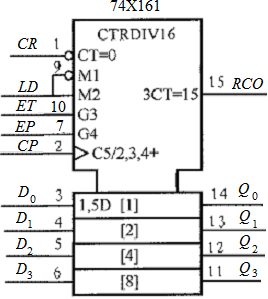 74X161
CTRDIV16
CR 1 CT=0
9 M1
LD M2 3CT=15 15 RCO
ET 10 G3
EP 7 G4
CP 2 C5/2,3,4+
D0 3 1,5D [1] 14 Q0
D1 4 [2] 13 Q1
D2 5 [4] 12 Q2
D3 6 [8] 11 Q3